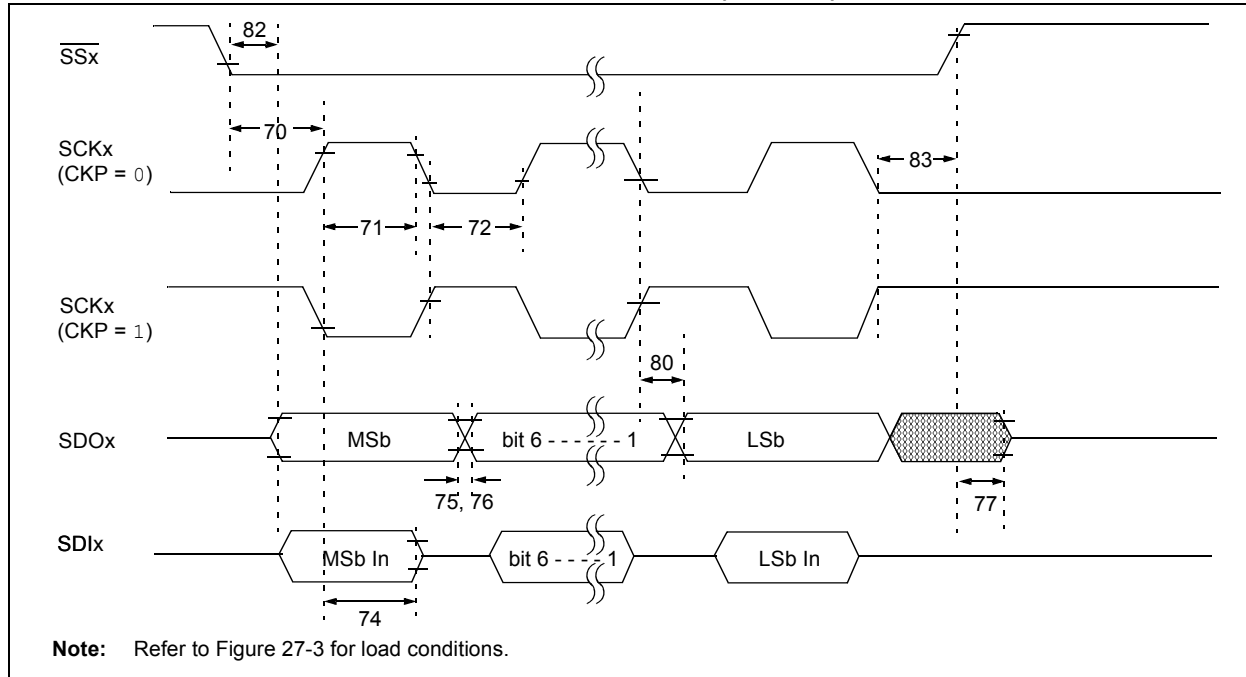 82
SSx
70
SCKx
(CKP = 0)
83
71
72
SCKx
(CKP = 1)
80
SDOx
MSb
bit 6 - - - - - - 1
LSb
75, 76
77
SDIx
MSb In
bit 6 - - - - 1
LSb In
74
Note: Refer to Figure 27-3 for load conditions.